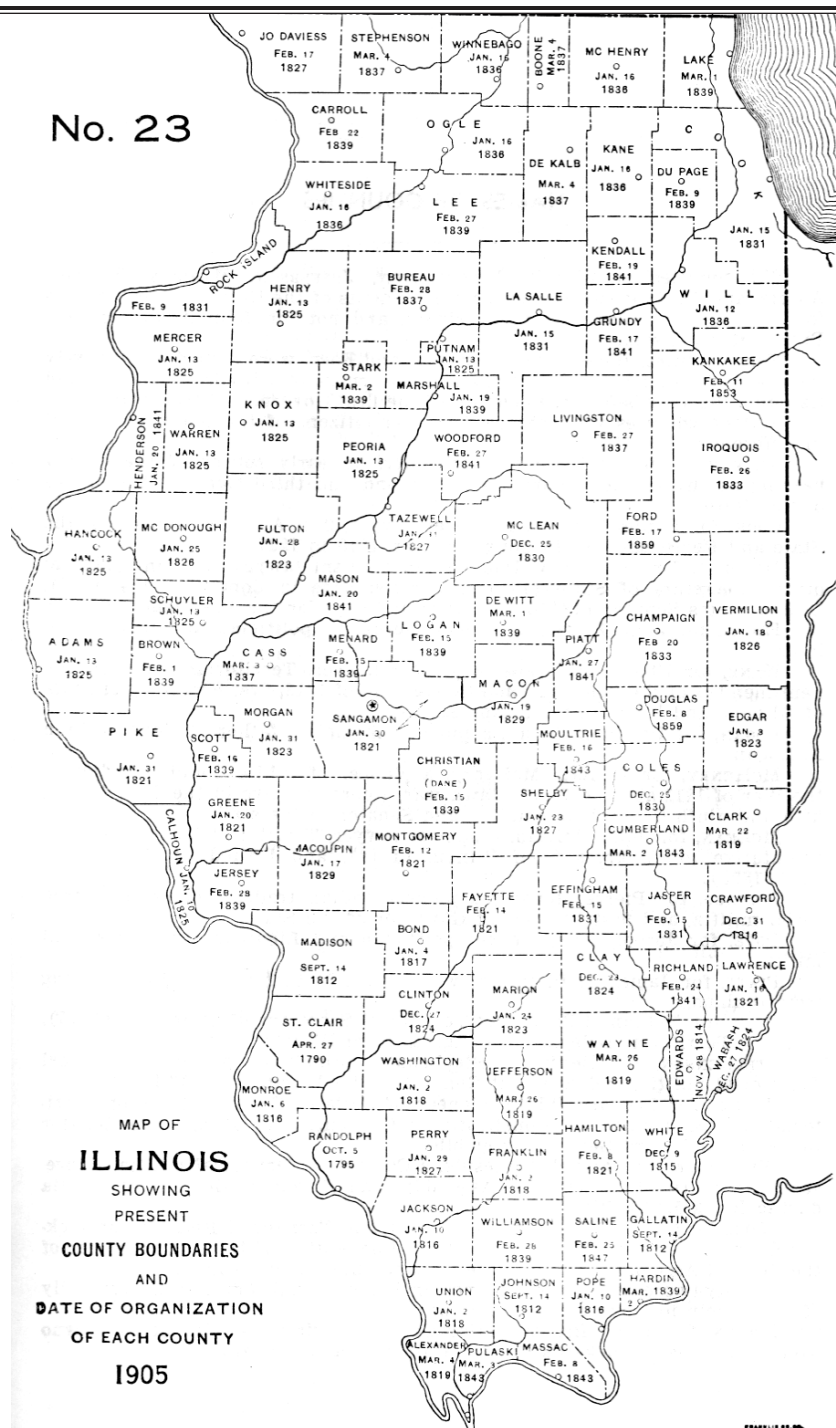 No. 23
JO DAVIESS
FEB. 17
1827
STEPHENSON
MAR. 4
1837
WINNEBAGO
JAN. 16
1836
BOONE
MAR. 4
1837
MC HENRY
JAN. 16
1836
LAKE
MAR. 1
1839
CARROLL
FEB 22
1839
OGLE
JAN. 16
1836
DE KALB
MAR. 4
1837
KANE
JAN. 16
1836
DU PAGE
FEB. 9
1839
COOK
JAN. 15
1831
WHITESIDE
JAN. 16
1836
LEE
FEB. 27
1839
KENDALL
FEB. 19
1841
ROCK ISLAND
FEB. 9 1831
HENRY
JAN. 13
1825
BUREAU
FEB. 28
1837
LA SALLE
JAN. 15
1831
GRUNDY
FEB. 17
1841
WILL
JAN. 12
1836
MERCER
JAN. 13
1825
PUTNAM
JAN. 13
1825
KANKAKEE
FEB. 11
1853
STARK
MAR. 2
1839
MARSHALL
JAN. 19
1839
HENDERSON
JAN. 20 1841
WARREN
JAN. 13
1825
KNOX
JAN. 13
1825
PEORIA
JAN. 13
1825
WOODFORD
FEB. 27
1841
LIVINGSTON
FEB. 27
1837
IROQUOIS
FEB. 26
1833
HANCOCK
JAN. 13
1825
MC DONOUGH
JAN. 25
1826
FULTON
JAN. 28
1823
TAZEWELL
JAN.
1827
MC LEAN
DEC. 25
1830
FORD
FEB. 17
1859
MASON
JAN. 20
1841
SCHUYLER
JAN. 13
1825
ADAMS
JAN. 13
1825
BROWN
FEB. 1
1839
CASS
MAR. 3
1837
MENARD
FEB. 15
1839
LOGAN
FEB. 15
1839
DE WITT
MAR. 1
1839
PIATT
JAN. 27
1841
CHAMPAIGN
FEB 20
1833
VERMILION
JAN. 18
1826
MACON
JAN. 19
1829
PIKE
JAN. 31
1821
SCOTT
FEB. 16
1839
MORGAN
JAN. 31
1823
SANGAMON
JAN. 30
1821
CHRISTIAN
(DANE)
FEB. 15
1839
MOULTRIE
FEB. 16
1843
DOUGLAS
FEB. 8
1859
EDGAR
JAN. 3
1823
COLES
DEC. 25
1830
SHELBY
JAN. 23
1827
CUMBERLAND
MAR. 2 1843
CLARK
MAR. 22
1819
CALHOUN JAN. 10
1825
GREENE
JAN. 20
1821
MACOUPIN
JAN. 17
1829
MONTGOMERY
FEB. 12
1821
JERSEY
FEB. 28
1839
FAYETTE
FEB. 14
1821
EFFINGHAM
FEB. 15
1831
JASPER
FEB. 15
1831
CRAWFORD
DEC. 31
1816
MADISON
SEPT. 14
1812
BOND
JAN. 4
1817
CLINTON
DEC. 27
1824
MARION
JAN. 24
1823
CLAY
DEC. 23
1824
RICHLAND
FEB. 24
1841
LAWRENCE
JAN. 16
1821
ST. CLAIR
APR. 27
1790
WASHINGTON
JAN. 2
1818
JEFFERSON
MAR. 26
1819
WAYNE
MAR. 26
1819
EDWARDS
NOV. 28 1814
WABASH
DEC. 27 1824
MONROE
JAN. 6
1816
RANDOLPH
OCT. 5
1795
PERRY
JAN. 29
1827
FRANKLIN
JAN. 2
1818
HAMILTON
FEB. 8
1821
WHITE
DEC. 9
1815
JACKSON
JAN. 10
1816
WILLIAMSON
FEB. 28
1839
SALINE
FEB. 25
1847
GALLATIN
SEPT. 14
1812
UNION
JAN. 2
1818
JOHNSON
SEPT. 14
1812
POPE
JAN. 10
1816
HARDIN
MAR. 1839
2
ALEXANDER
MAR. 4
1819
PULASKI
MAR. 3
1843
MASSAC
FEB. 8
1843
MAP OF
ILLINOIS
SHOWING
PRESENT
COUNTY BOUNDARIES
AND
DATE OF ORGANIZATION
OF EACH COUNTY
1905